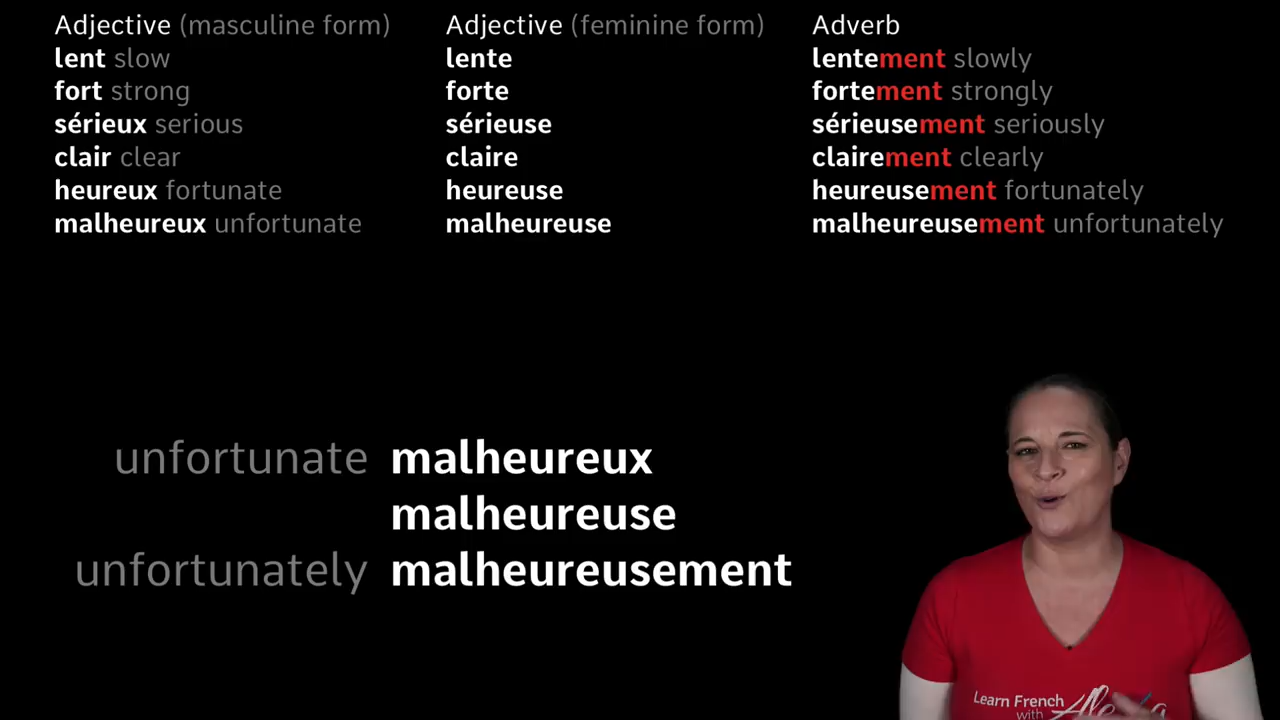 Adjective (masculine form) Adjective (feminine form) Adverb
lent slow lente lentement slowly
fort strong forte fortement strongly
sérieux serious sérieuse sérieusement seriously
clair clear claire clairement clearly
heureux fortunate heureuse heureusement fortunately
malheureux unfortunate malheureuse malheureusement unfortunately
unfortunate malheureux
malheureuse
unfortunately malheureusement
Learn French
with Alexa